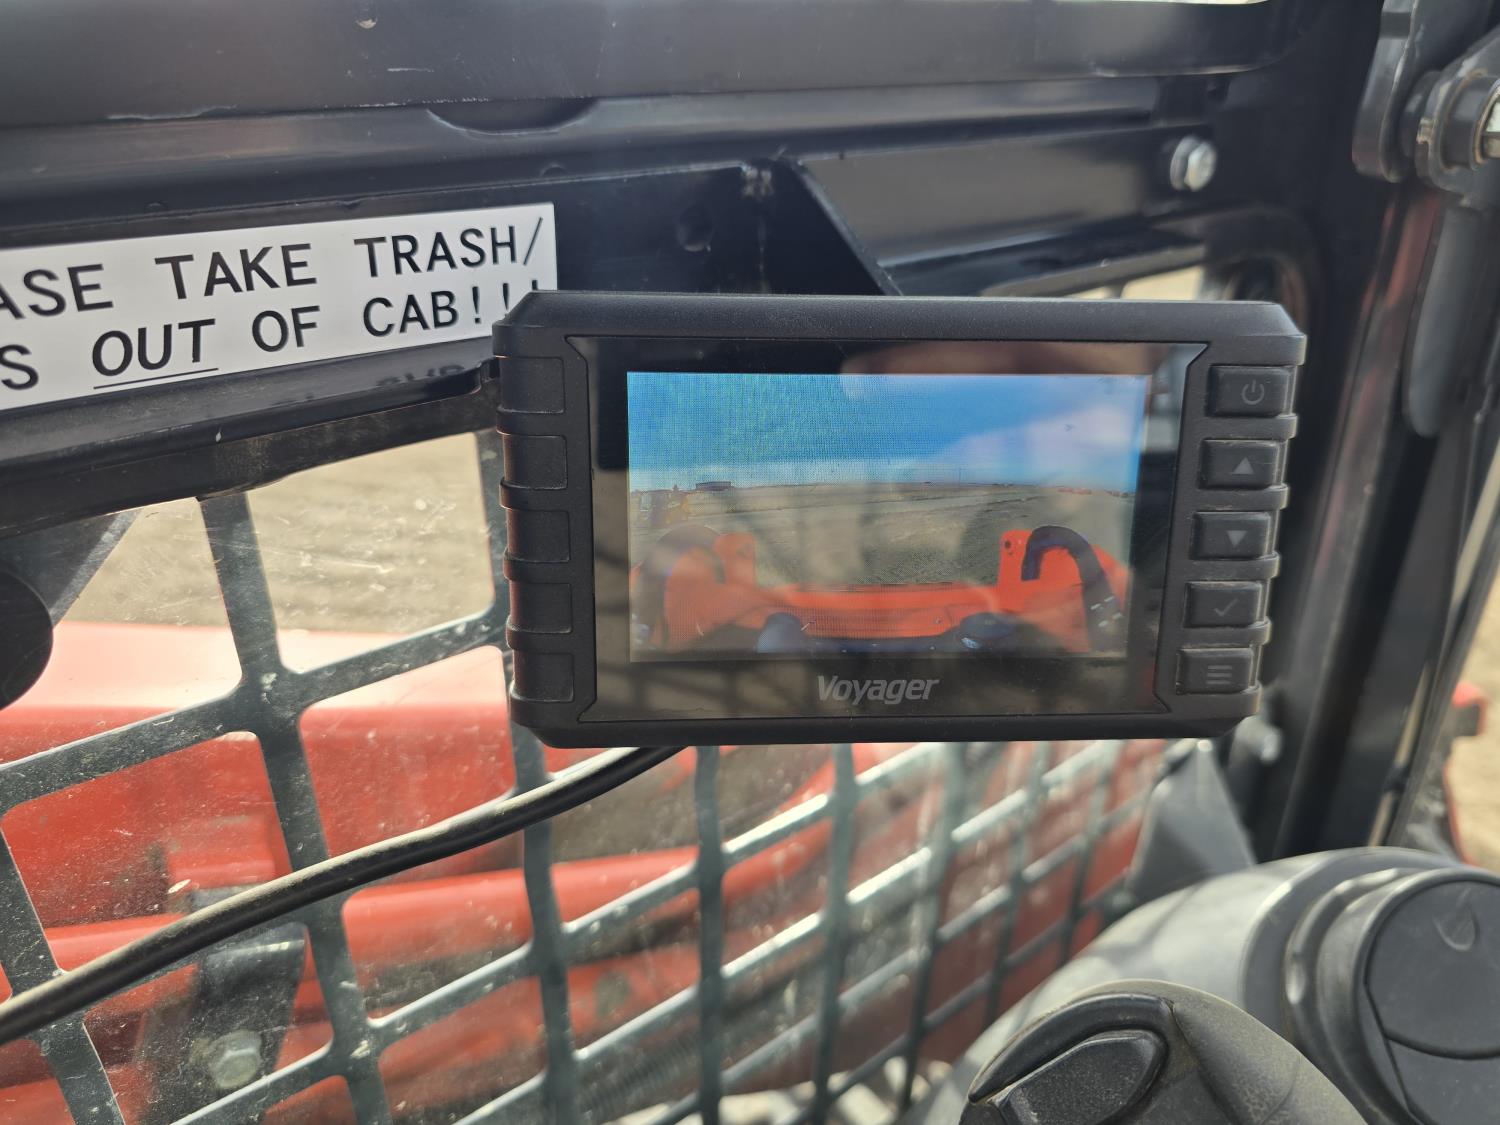 ASE TAKE TRASH/
S OUT OF CAB!!!
Voyager